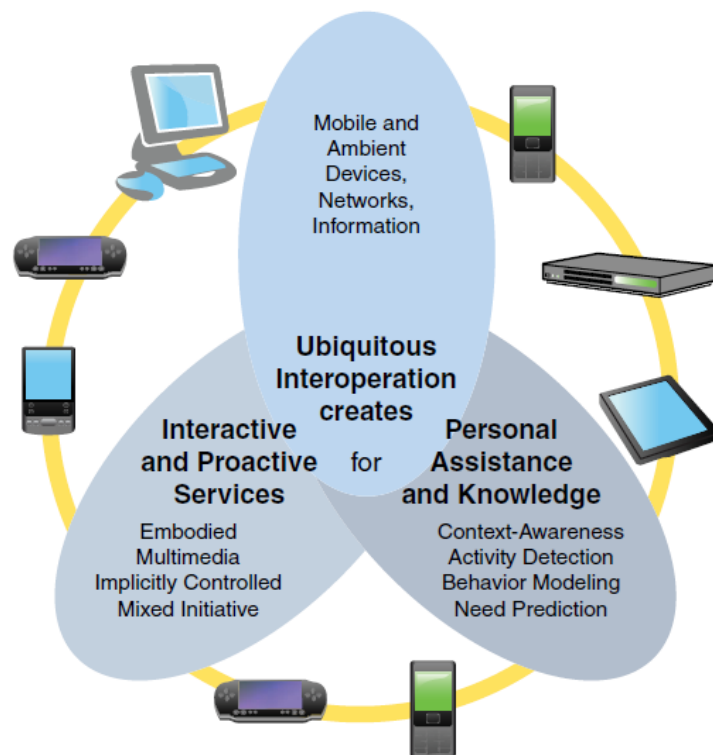 Mobile and
Ambient
Devices,
Networks,
Information
Ubiquitous
Interoperation
creates
Interactive
and Proactive
Services
for
Personal
Assistance
and Knowledge
Embodied
Multimedia
Implicitly Controlled
Mixed Initiative
Context-Awareness
Activity Detection
Behavior Modeling
Need Prediction